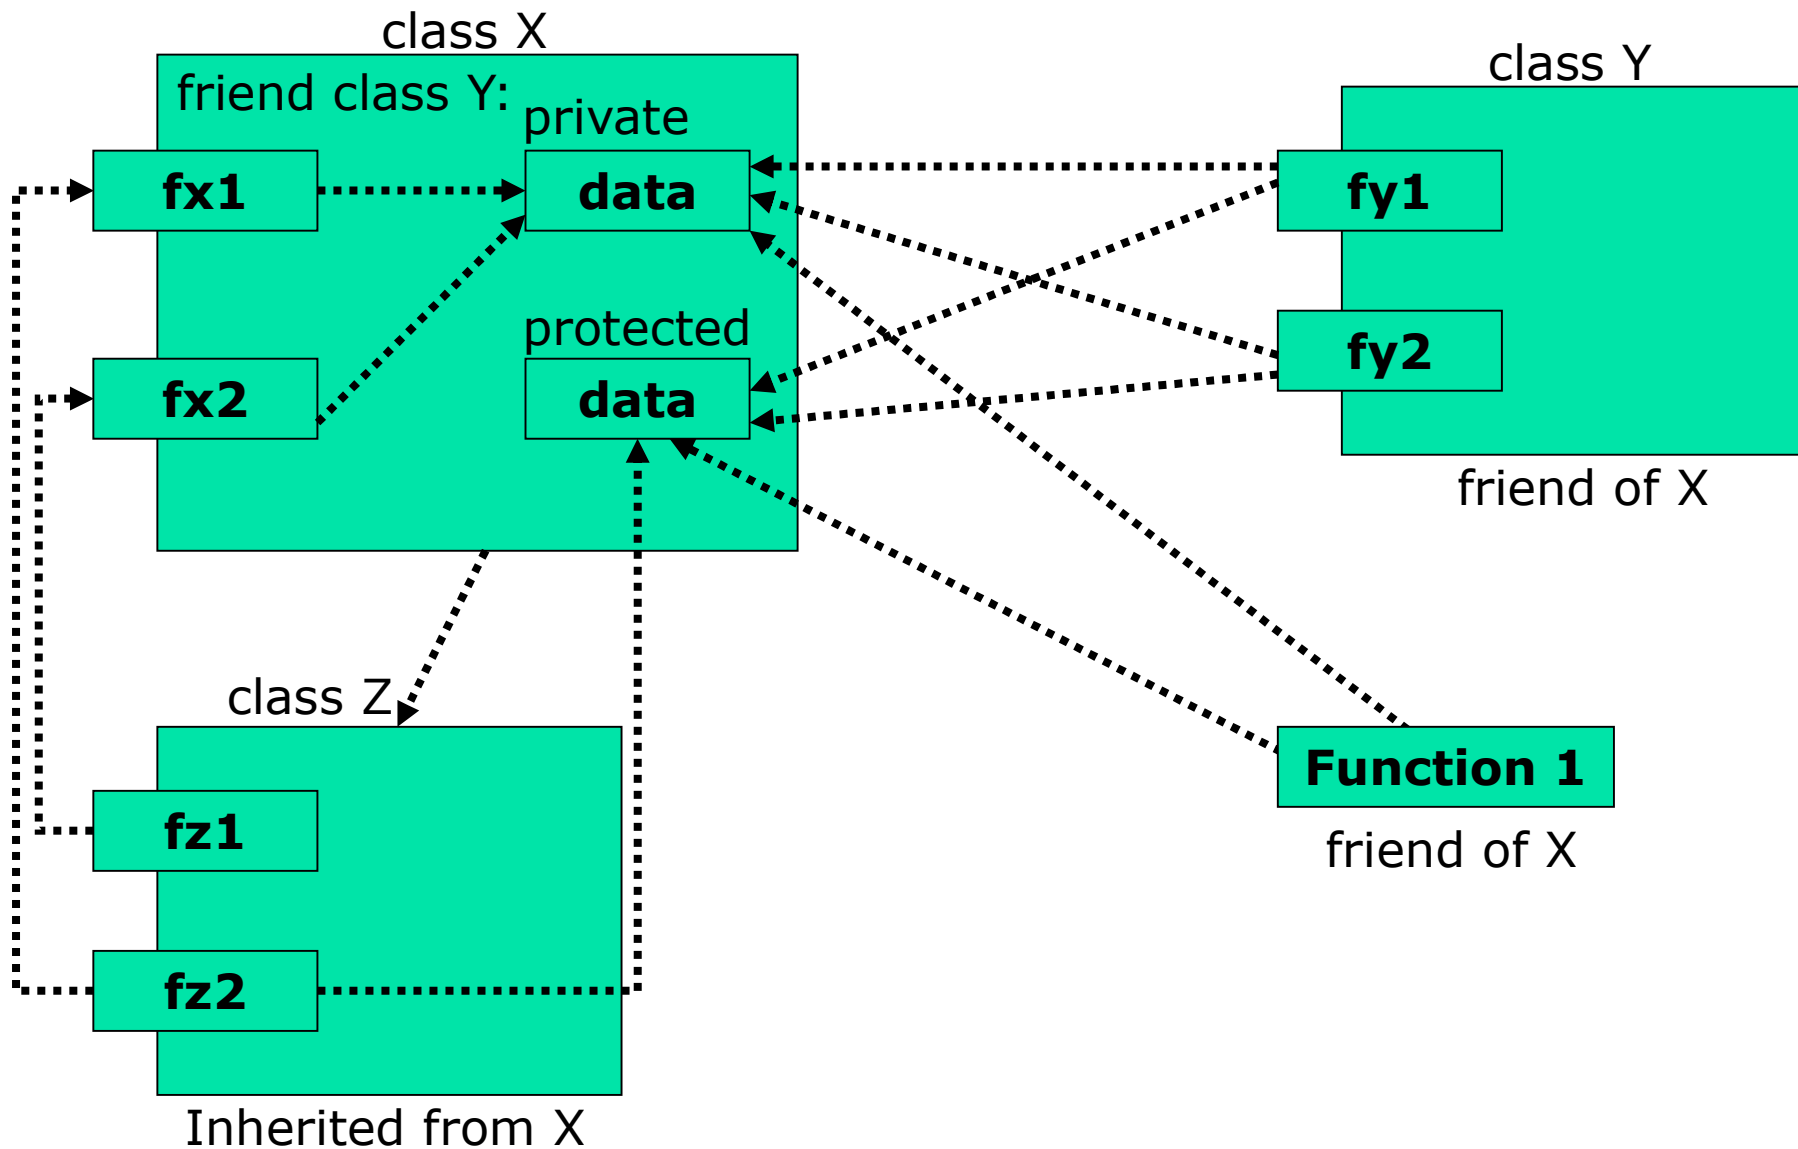 class X
class Y
friend class Y:
private
fx1
data
fy1
protected
fy2
fx2
data
friend of X
class Z
Function 1
fz1
friend of X
fz2
Inherited from X